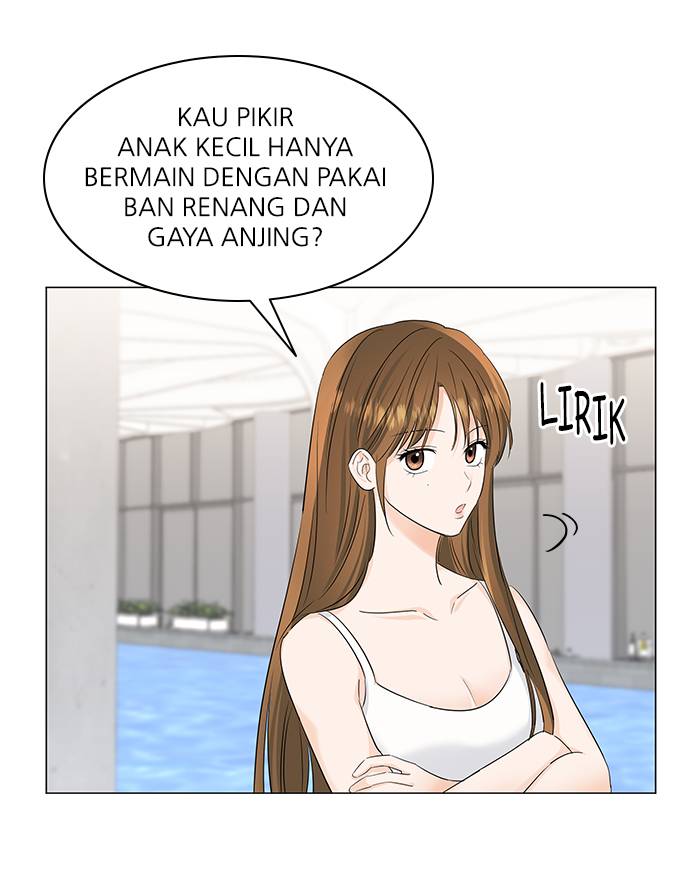 KAU PIKIR
ANAK KECIL HANYA
BERMAIN DENGAN PAKAI
BAN RENANG DAN
GAYA ANJING?
LIRIK